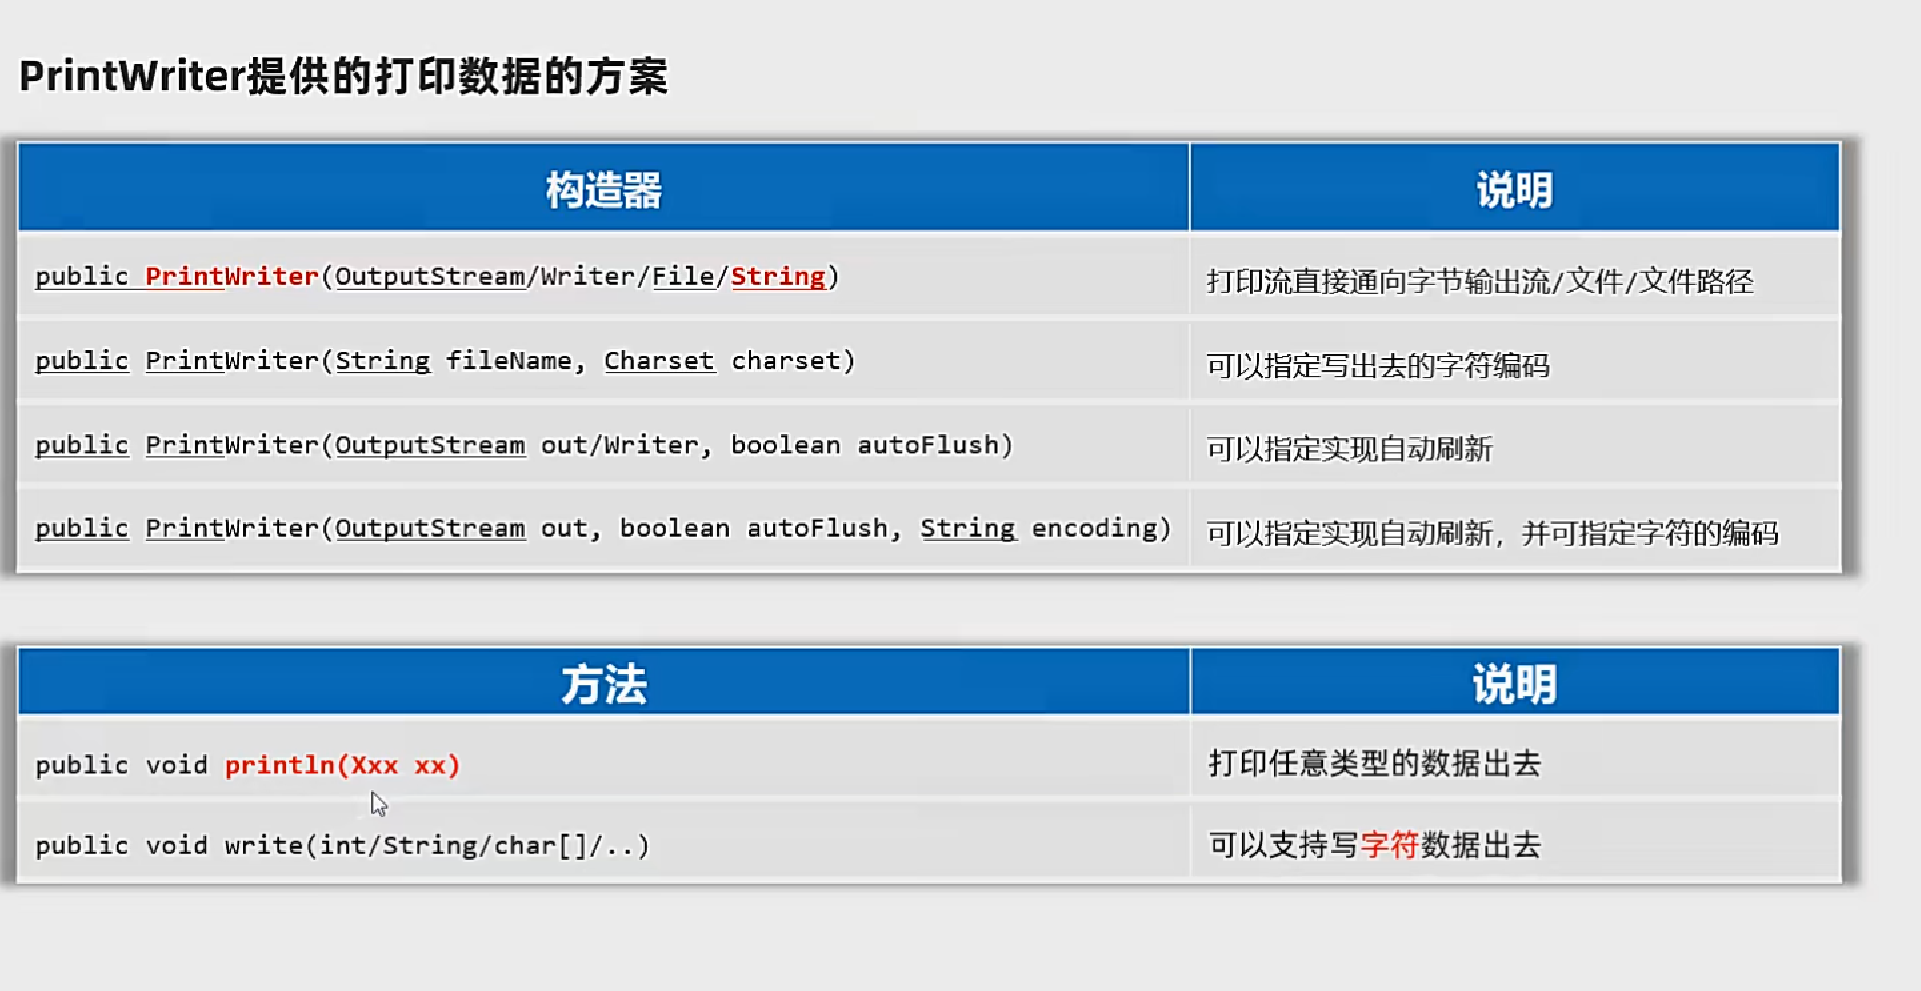 PrintWriter提供的打印数据的方案
构造器 说明
public PrintWriter(OutputStream/Writer/File/String) 打印流直接通向字节输出流/文件/文件路径
public PrintWriter(String fileName, Charset charset) 可以指定写出去的字符编码
public PrintWriter(OutputStream out/Writer, boolean autoFlush) 可以指定实现自动刷新
public PrintWriter(OutputStream out, boolean autoFlush, String encoding) 可以指定实现自动刷新，并可指定字符的编码
方法 说明
public void println(Xxx xx) 打印任意类型的数据出去
public void write(int/String/char[]/..) 可以支持写字符数据出去